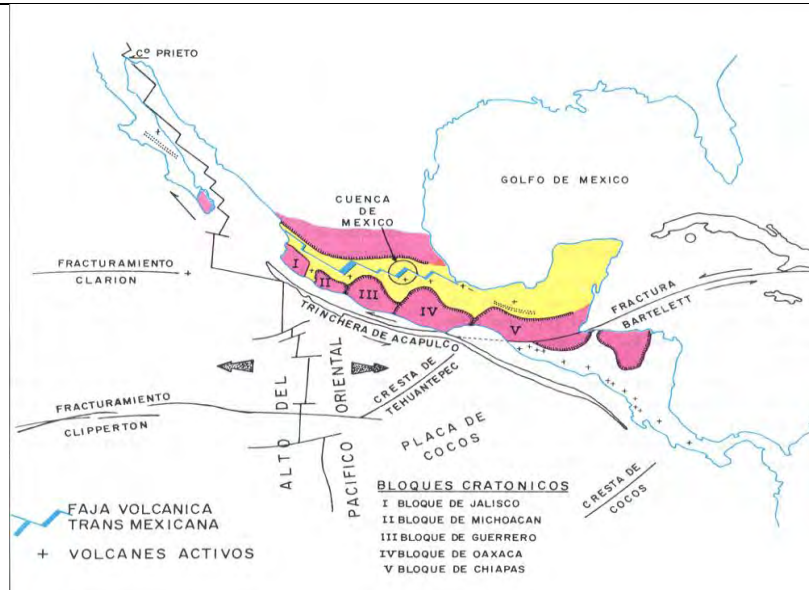 Cº PRIETO
GOLFO DE MEXICO
CUENCA
DE
MEXICO
FRACTURAMIENTO
CLARION
I
II
III
IV
V
FRACTURA
BARTELETT
TRINCHERA DE ACAPULCO
CRESTA DE
TEHUANTEPEC
FRACTURAMIENTO
CLIPPERTON
ALTO DEL
PACIFICO ORIENTAL
PLACA DE
COCOS
CRESTA DE
COCOS
BLOQUES CRATONICOS
I BLOQUE DE JALISCO
II BLOQUE DE MICHOACAN
III BLOQUE DE GUERRERO
IV BLOQUE DE OAXACA
V BLOQUE DE CHIAPAS
FAJA VOLCANICA
TRANS MEXICANA
+ VOLCANES ACTIVOS